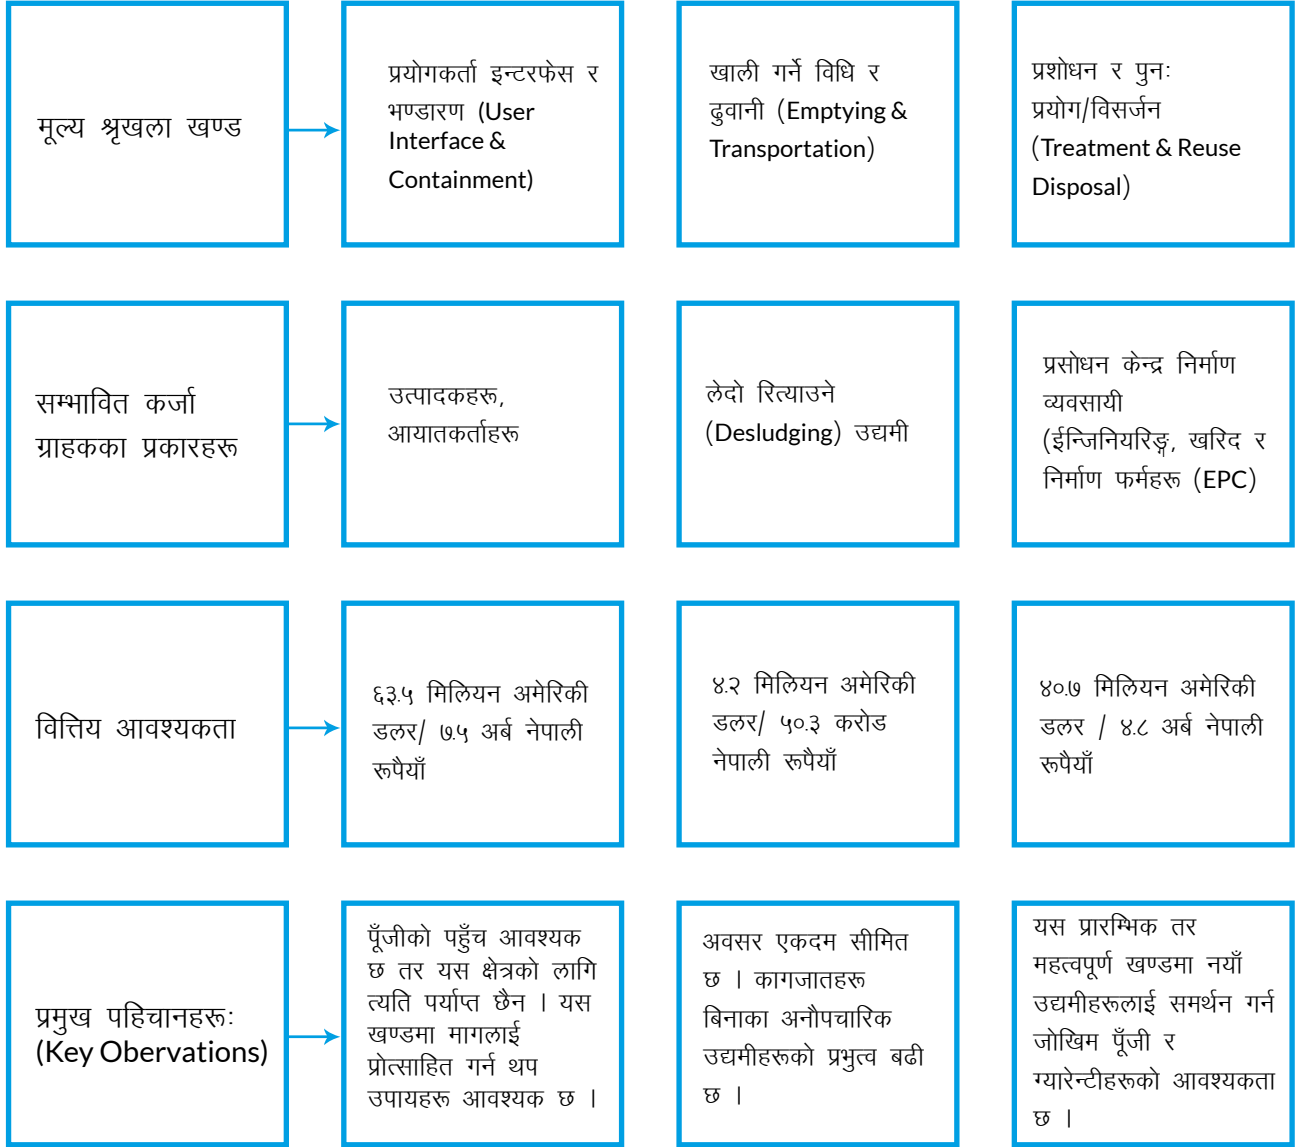 मूल्य श्रृखला खण्ड
प्रयोगकर्ता इन्टरफेस र
भण्डारण (User
Interface &
Containment)
खाली गर्ने विधि र
ढुवानी (Emptying &
Transportation)
प्रशोधन र पुनः
प्रयोग/विसर्जन
(Treatment & Reuse
Disposal)
सम्भावित कर्जा
ग्राहकका प्रकारहरू
उत्पादकहरू,
आयातकर्ताहरू
लेदो रित्याउने
(Desludging) उद्यमी
प्रसोधन केन्द्र निर्माण
व्यवसायी
(ईन्जिनियरिङ्ग, खरिद र
निर्माण फर्महरू (EPC)
वित्तिय आवश्यकता
६३.५ मिलियन अमेरिकी
डलर/ ७.५ अर्ब नेपाली
रूपैयाँ
४.२ मिलियन अमेरिकी
डलर/ ५०.३ करोड
नेपाली रूपैयाँ
४०.७ मिलियन अमेरिकी
डलर / ४.८ अर्ब नेपाली
रूपैयाँ
प्रमुख पहिचानहरू:
(Key Obervations)
पूँजीको पहुँच आवश्यक
छ तर यस क्षेत्रको लागि
त्यति पर्याप्त छैन । यस
खण्डमा मागलाई
प्रोत्साहित गर्न थप
उपायहरू आवश्यक छ ।
अवसर एकदम सीमित
छ । कागजातहरू
बिनाका अनौपचारिक
उद्यमीहरूको प्रभुत्व बढी
छ ।
यस प्रारम्भिक तर
महत्वपूर्ण खण्डमा नयाँ
उद्यमीहरूलाई समर्थन गर्न
जोखिम पूँजी र
ग्यारेन्टीहरूको आवश्यकता
छ ।